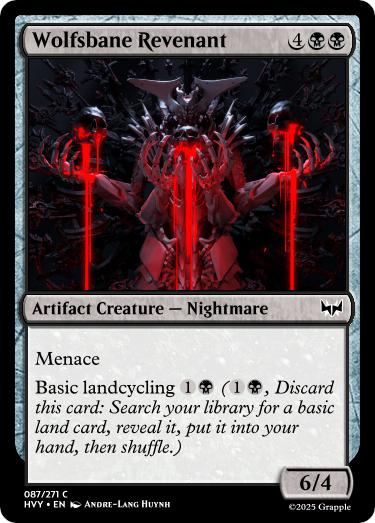 Wolfsbane Revenant 4
Artifact Creature — Nightmare
Menace
Basic landcycling 1 (1, Discard
this card: Search your library for a basic
land card, reveal it, put it into your
hand, then shuffle.)
6/4
087/271 C
HVY • EN Andre-Lang Huynh
©2025 Grapple